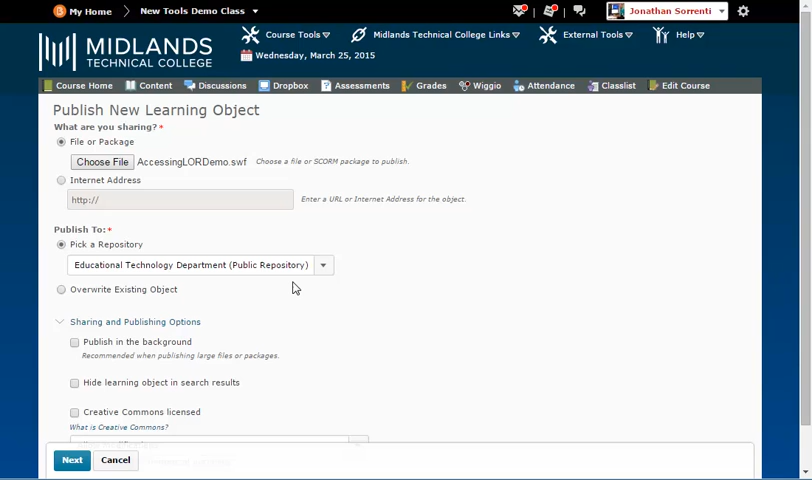 My Home New Tools Demo Class Jonathan Sorrenti
MIDLANDS
TECHNICAL COLLEGE
Course Tools Midlands Technical College Links External Tools Help
Wednesday, March 25, 2015
Course Home Content Discussions Dropbox Assessments Grades Wiggio Attendance Classlist Edit Course
Publish New Learning Object
What are you sharing? *
File or Package
Choose File AccessingLORDemo.swf Choose a file or SCORM package to publish.
Internet Address
http:// Enter a URL or Internet Address for the object.
Publish To: *
Pick a Repository
Educational Technology Department (Public Repository)
Overwrite Existing Object
Sharing and Publishing Options
Publish in the background
Recommended when publishing large files or packages.
Hide learning object in search results
Creative Commons licensed
What is Creative Commons?
Next Cancel